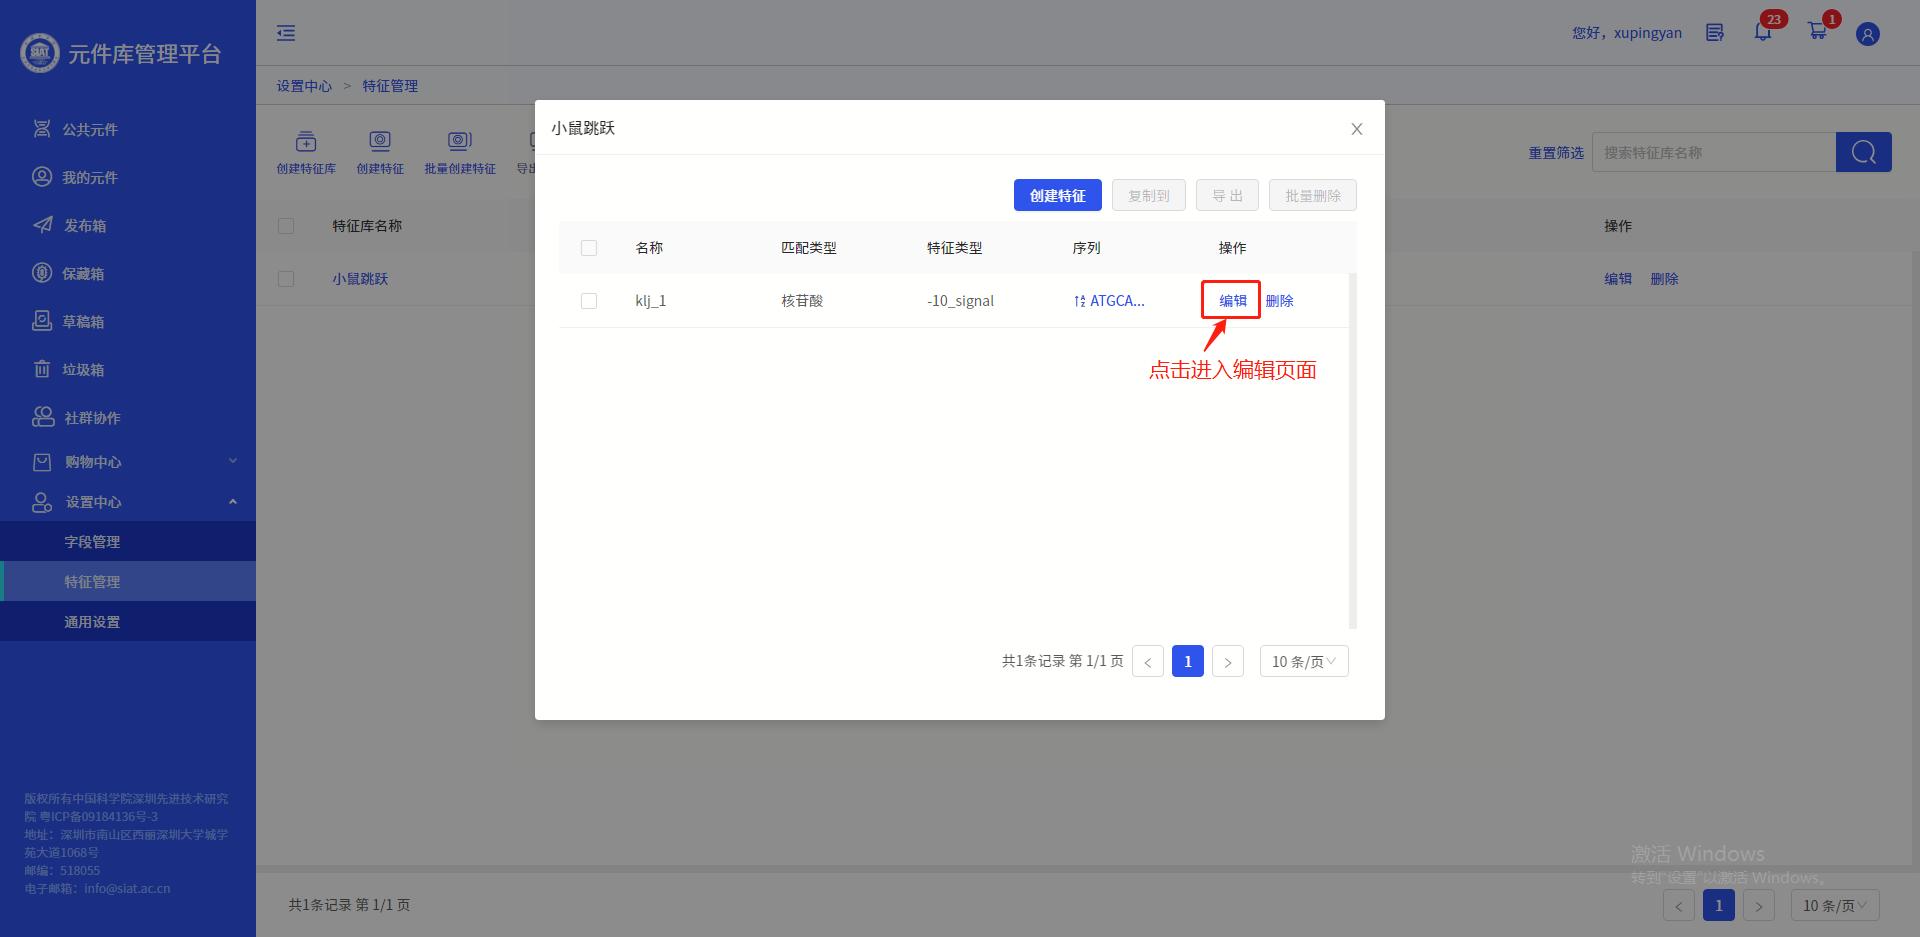 元件库管理平台
公共元件
我的元件
发布箱
保藏箱
草稿箱
垃圾箱
社群协作
购物中心
设置中心
字段管理
特征管理
通用设置
版权所有中国科学院深圳先进技术研究
院 粤ICP备09184136号-3
地址：深圳市南山区西丽深圳大学城学
苑大道1068号
邮编：518055
电子邮箱：info@siat.ac.cn
您好，xupingyan
23
1
设置中心 > 特征管理
创建特征库 创建特征 批量创建特征 导出
重置筛选 搜索特征库名称
特征库名称 操作
小鼠跳跃 编辑 删除
小鼠跳跃
创建特征 复制到 导 出 批量删除
名称 匹配类型 特征类型 序列 操作
klj_1 核苷酸 -10_signal ATGCA... 编辑 删除
点击进入编辑页面
共1条记录 第 1/1 页 < 1 > 10 条/页
激活 Windows
转到"设置"以激活 Windows。
共1条记录 第 1/1 页 < 1 > 10 条/页